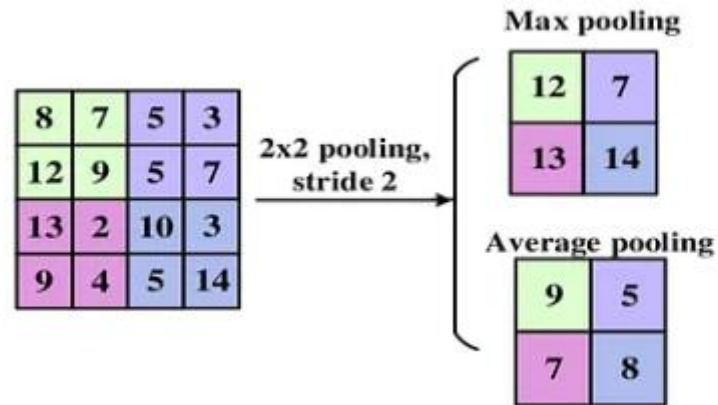 Max pooling
12 7
13 14
8 7 5 3
12 9 5 7
13 2 10 3
9 4 5 14
2x2 pooling,
stride 2
Average pooling
9 5
7 8